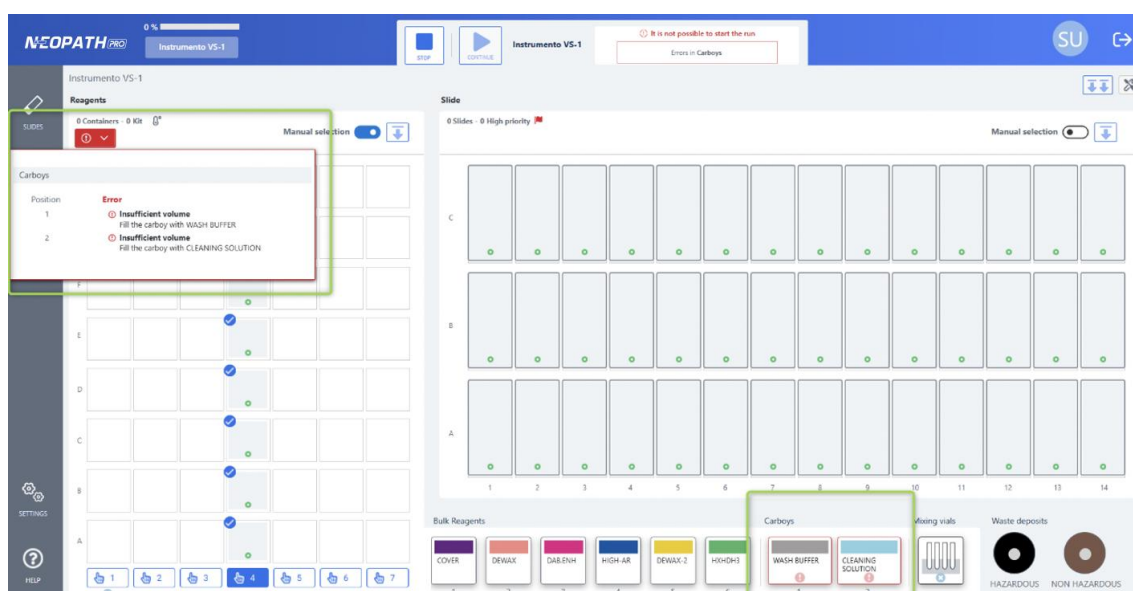 NEOPATH PRO
0 %
Instrumento VS-1
STOP
CONTINUE
Instrumento VS-1
It is not possible to start the run
Errors in Carboys
SU
SLIDES
SETTINGS
HELP
Instrumento VS-1
Reagents
0 Containers - 0 Kit
Manual selection
Carboys
Position Error
1 Insufficient volume
Fill the carboy with WASH BUFFER
2 Insufficient volume
Fill the carboy with CLEANING SOLUTION
F
E
D
C
B
A
1 2 3 4 5 6 7
Slide
0 Slides - 0 High priority
Manual selection
C
B
A
1 2 3 4 5 6 7 8 9 10 11 12 13 14
Bulk Reagents
COVER
DEWAX
DAB.ENH
HIGH-AR
DEWAX-2
HXHDH3
Carboys
WASH BUFFER
CLEANING
SOLUTION
Mixing vials
Waste deposits
HAZARDOUS
NON HAZARDOUS